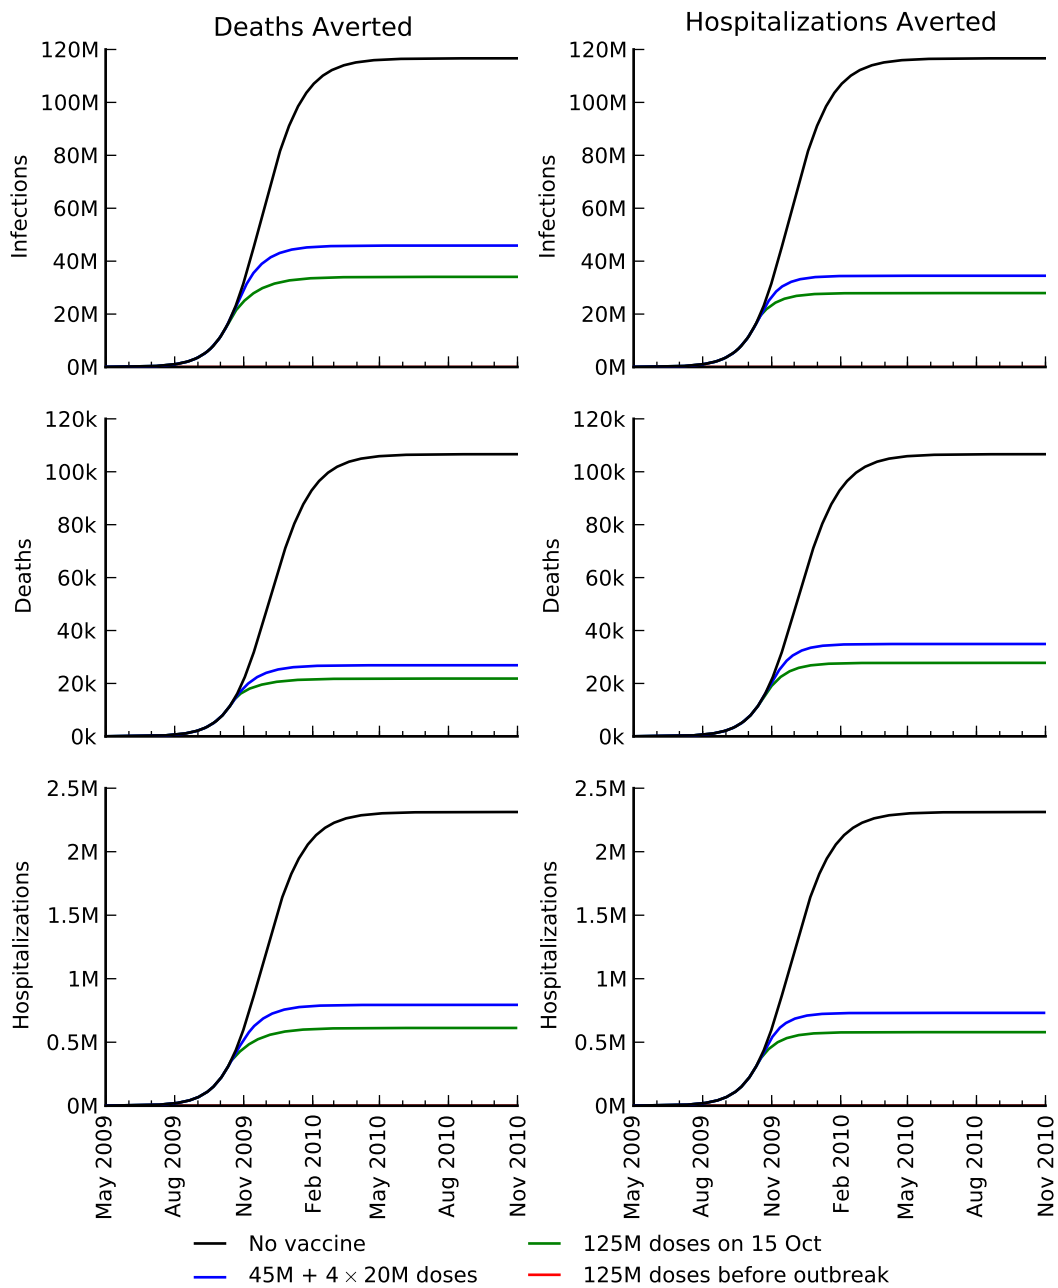 Deaths Averted
Hospitalizations Averted
120M
100M
80M
60M
40M
20M
0M
Infections
120M
100M
80M
60M
40M
20M
0M
Infections
120k
100k
80k
60k
40k
20k
0k
Deaths
120k
100k
80k
60k
40k
20k
0k
Deaths
2.5M
2M
1.5M
1M
0.5M
0M
Hospitalizations
2.5M
2M
1.5M
1M
0.5M
0M
Hospitalizations
May 2009
Aug 2009
Nov 2009
Feb 2010
May 2010
Aug 2010
Nov 2010
May 2009
Aug 2009
Nov 2009
Feb 2010
May 2010
Aug 2010
Nov 2010
No vaccine
45M + 4 × 20M doses
125M doses on 15 Oct
125M doses before outbreak